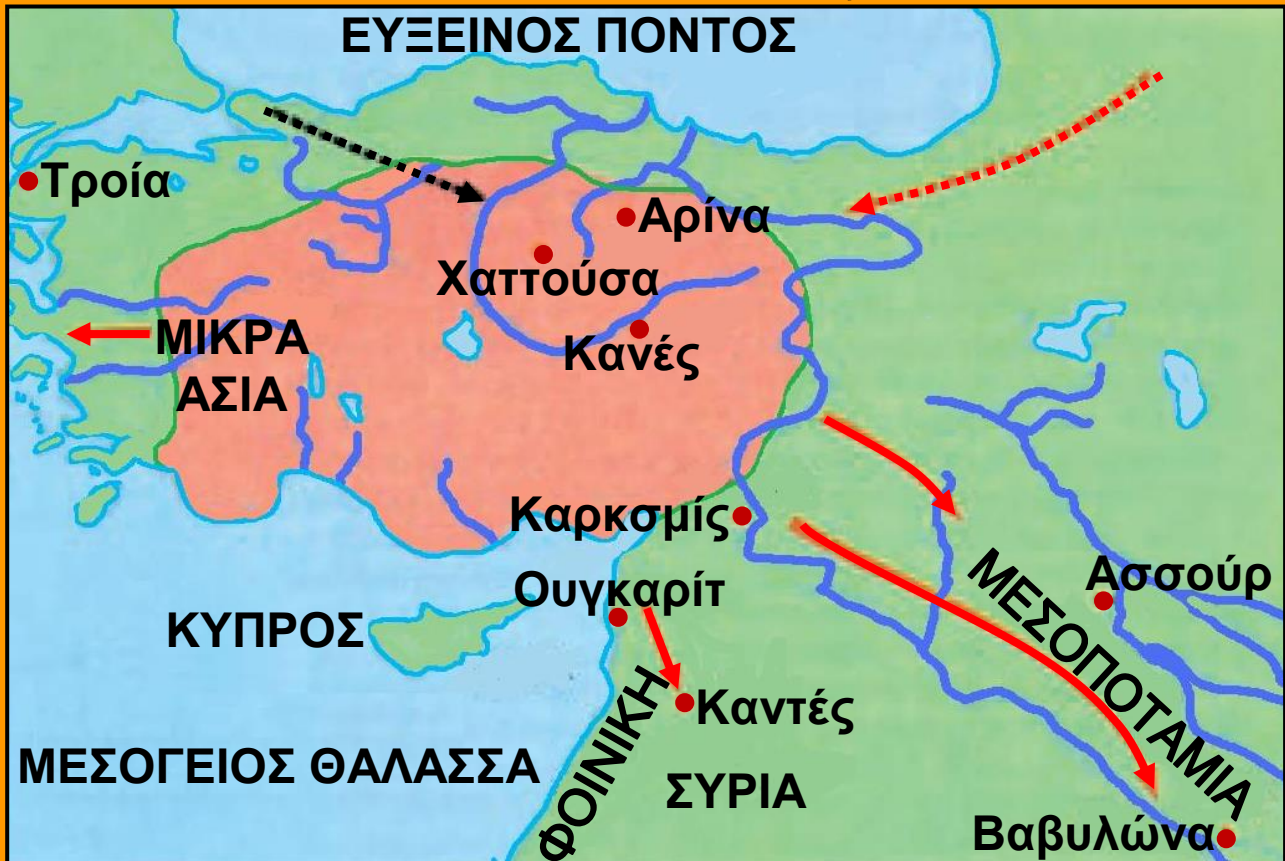 ΕΥΞΕΙΝΟΣ ΠΟΝΤΟΣ
Τροία
Αρίνα
Χαττούσα
Κανές
ΜΙΚΡΑ
ΑΣΙΑ
Καρκσμίς
Ουγκαρίτ
Ασσούρ
ΚΥΠΡΟΣ
ΜΕΣΟΠΟΤΑΜΙΑ
Καντές
ΦΟΙΝΙΚΗ
ΜΕΣΟΓΕΙΟΣ ΘΑΛΑΣΣΑ
ΣΥΡΙΑ
Βαβυλώνα